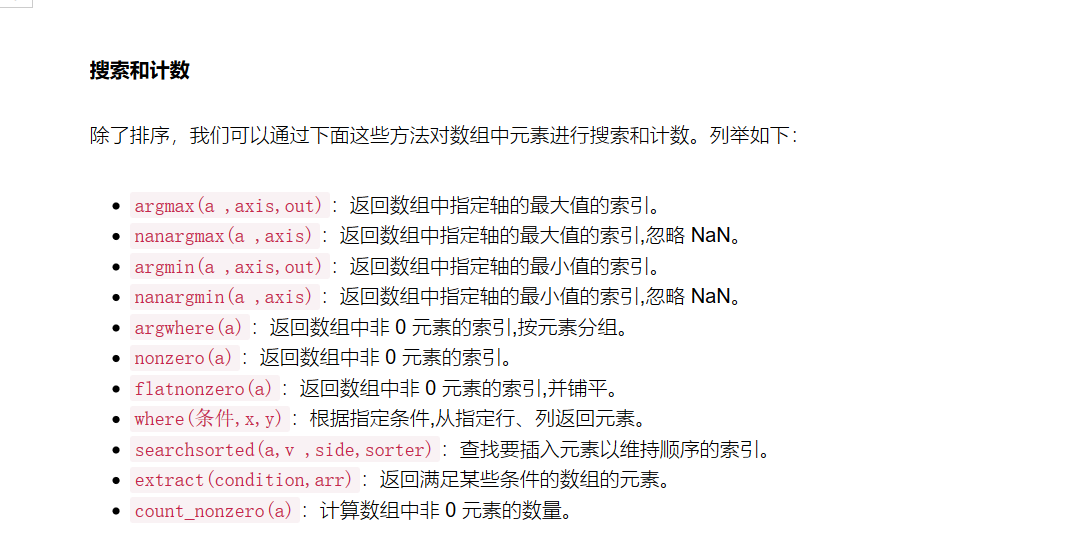 搜索和计数
除了排序，我们可以通过下面这些方法对数组中元素进行搜索和计数。列举如下：
argmax(a ,axis,out)：返回数组中指定轴的最大值的索引。
nanargmax(a ,axis)：返回数组中指定轴的最大值的索引,忽略 NaN。
argmin(a ,axis,out)：返回数组中指定轴的最小值的索引。
nanargmin(a ,axis)：返回数组中指定轴的最小值的索引,忽略 NaN。
argwhere(a)：返回数组中非 0 元素的索引,按元素分组。
nonzero(a)：返回数组中非 0 元素的索引。
flatnonzero(a)：返回数组中非 0 元素的索引,并铺平。
where(条件,x,y)：根据指定条件,从指定行、列返回元素。
searchsorted(a,v ,side,sorter)：查找要插入元素以维持顺序的索引。
extract(condition,arr)：返回满足某些条件的数组的元素。
count_nonzero(a)：计算数组中非 0 元素的数量。